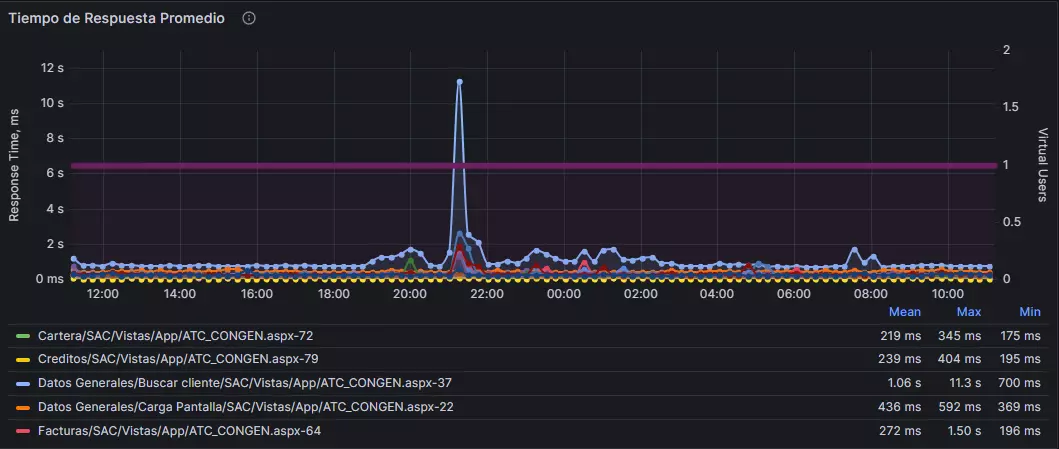 Tiempo de Respuesta Promedio
12 s
10 s
8 s
6 s
4 s
2 s
0 ms
Response Time, ms
2
1.5
1
0.5
0
Virtual Users
12:00 14:00 16:00 18:00 20:00 22:00 00:00 02:00 04:00 06:00 08:00 10:00
Mean Max Min
Cartera/SAC/Vistas/App/ATC_CONGEN.aspx-72 219 ms 345 ms 175 ms
Creditos/SAC/Vistas/App/ATC_CONGEN.aspx-79 239 ms 404 ms 195 ms
Datos Generales/Buscar cliente/SAC/Vistas/App/ATC_CONGEN.aspx-37 1.06 s 11.3 s 700 ms
Datos Generales/Carga Pantalla/SAC/Vistas/App/ATC_CONGEN.aspx-22 436 ms 592 ms 369 ms
Facturas/SAC/Vistas/App/ATC_CONGEN.aspx-64 272 ms 1.50 s 196 ms